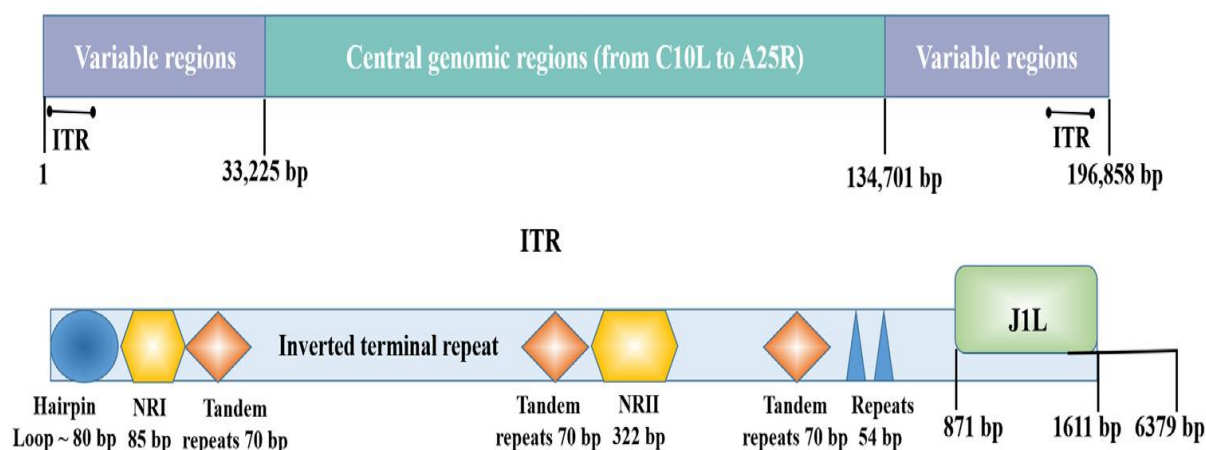 Variable regions
Central genomic regions (from C10L to A25R)
Variable regions
ITR
ITR
1
33,225 bp
134,701 bp
196,858 bp
ITR
Inverted terminal repeat
J1L
Hairpin
Loop ~ 80 bp
NRI
85 bp
Tandem
repeats 70 bp
Tandem
repeats 70 bp
NRII
322 bp
Tandem
repeats 70 bp
Repeats
54 bp
871 bp
1611 bp
6379 bp